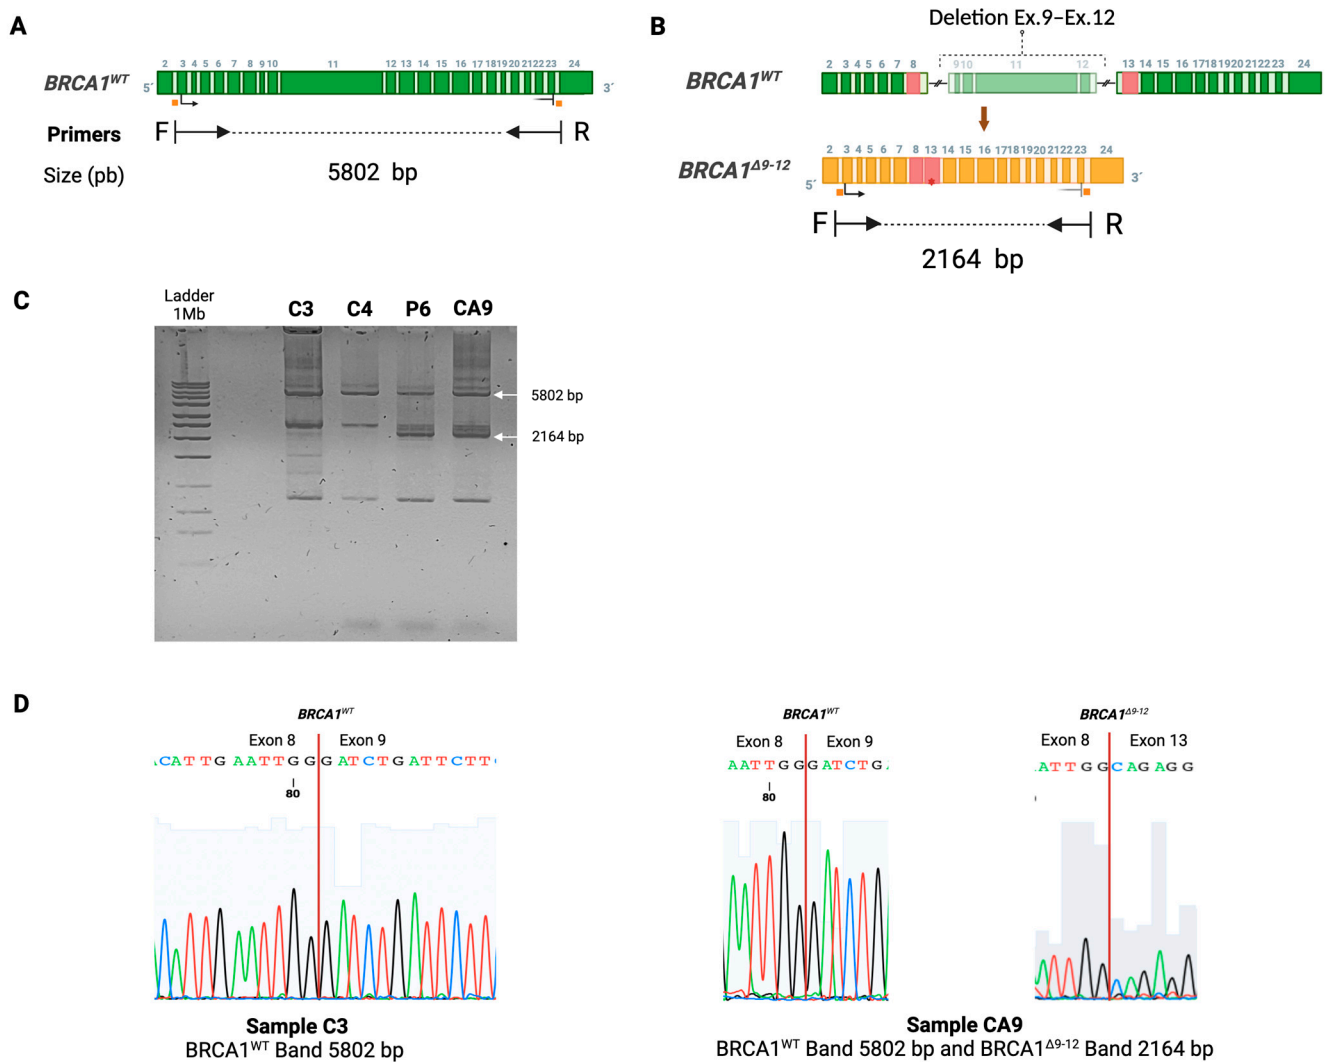 A
2 3 4 5 6 7 8 9 10 11 12 13 14 15 16 17 18 19 20 21 22 23 24
BRCA1WT 5´ 3´
Primers F R
Size (pb) 5802 bp
B
Deletion Ex.9–Ex.12
2 3 4 5 6 7 8 9 10 11 12 13 14 15 16 17 18 19 20 21 22 23 24
BRCA1WT
2 3 4 5 6 7 8 13 14 15 16 17 18 19 20 21 22 23 24
BRCA1Δ9-12 5´ 3´
*
F R
2164 bp
C
Ladder
1Mb
C3 C4 P6 CA9
5802 bp
2164 bp
D
BRCA1WT
Exon 8 Exon 9
ACATTG AATTGGGATCTGATTCTT
80
Sample C3
BRCA1WT Band 5802 bp
BRCA1WT BRCA1Δ9-12
Exon 8 Exon 9 Exon 8 Exon 13
AATTGGGATCTG ATTGGCAGAGG
80
Sample CA9
BRCA1WT Band 5802 bp and BRCA1Δ9-12 Band 2164 bp